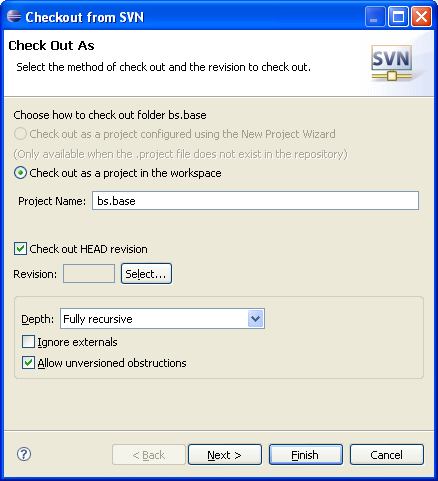 Checkout from SVN
Check Out As
Select the method of check out and the revision to check out.
SVN
Choose how to check out folder bs.base
Check out as a project configured using the New Project Wizard
(Only available when the .project file does not exist in the repository)
Check out as a project in the workspace
Project Name: bs.base
Check out HEAD revision
Revision: Select...
Depth: Fully recursive
Ignore externals
Allow unversioned obstructions
? < Back Next > Finish Cancel